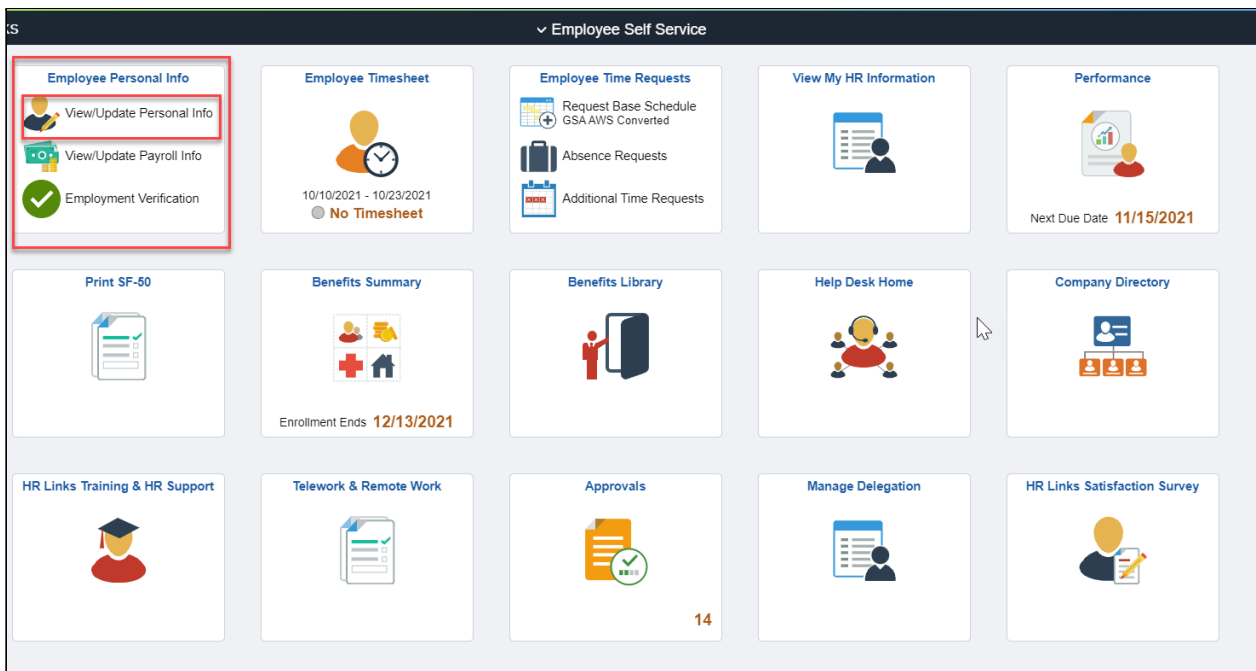 Employee Self Service
Employee Personal Info
View/Update Personal Info
View/Update Payroll Info
Employment Verification
Employee Timesheet
10/10/2021 - 10/23/2021
No Timesheet
Employee Time Requests
Request Base Schedule
GSA AWS Converted
Absence Requests
Additional Time Requests
View My HR Information
Performance
Next Due Date 11/15/2021
Print SF-50
Benefits Summary
Enrollment Ends 12/13/2021
Benefits Library
Help Desk Home
Company Directory
HR Links Training & HR Support
Telework & Remote Work
Approvals
14
Manage Delegation
HR Links Satisfaction Survey